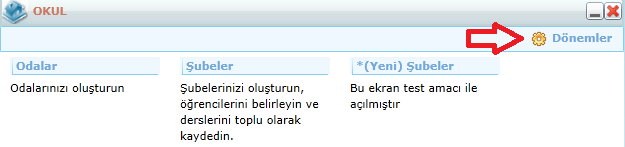 OKUL
Dönemler
Odalar
Odalarınızı oluşturun
Şubeler
Şubelerinizi oluşturun,
öğrencilerini belirleyin ve
derslerini toplu olarak
kaydedin.
*(Yeni) Şubeler
Bu ekran test amacı ile
açılmıştır